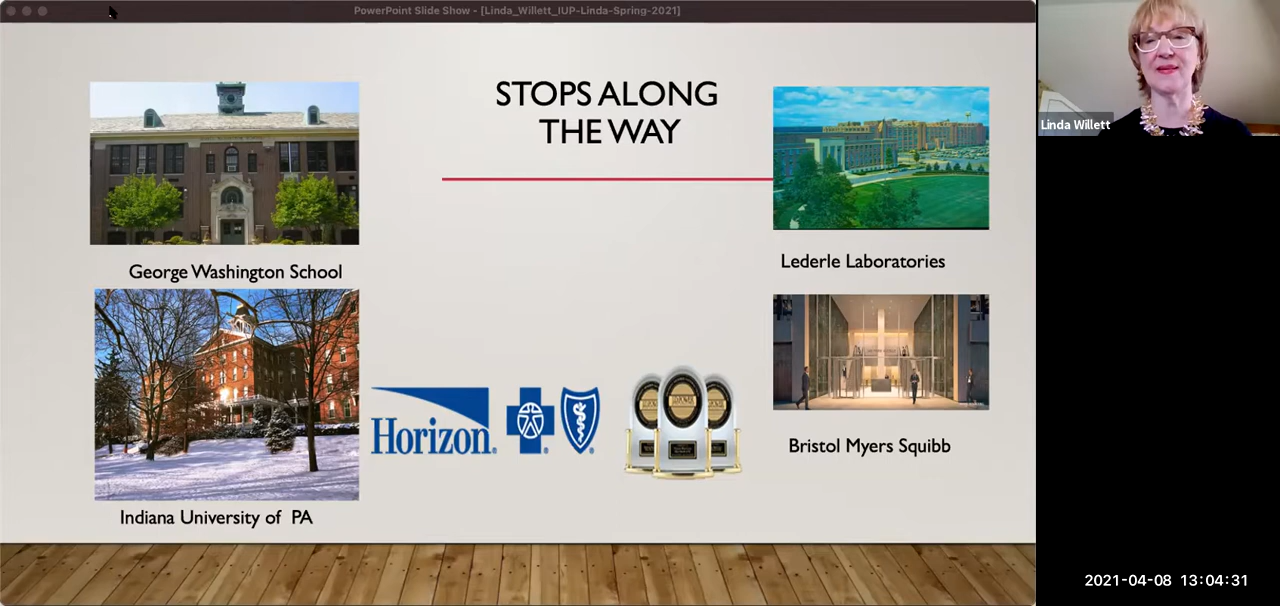 PowerPoint Slide Show - [Linda_Willett_IUP-Linda-Spring-2021]
STOPS ALONG
THE WAY
George Washington School
Lederle Laboratories
Horizon
Bristol Myers Squibb
Indiana University of PA
Linda Willett
2021-04-08 13:04:31